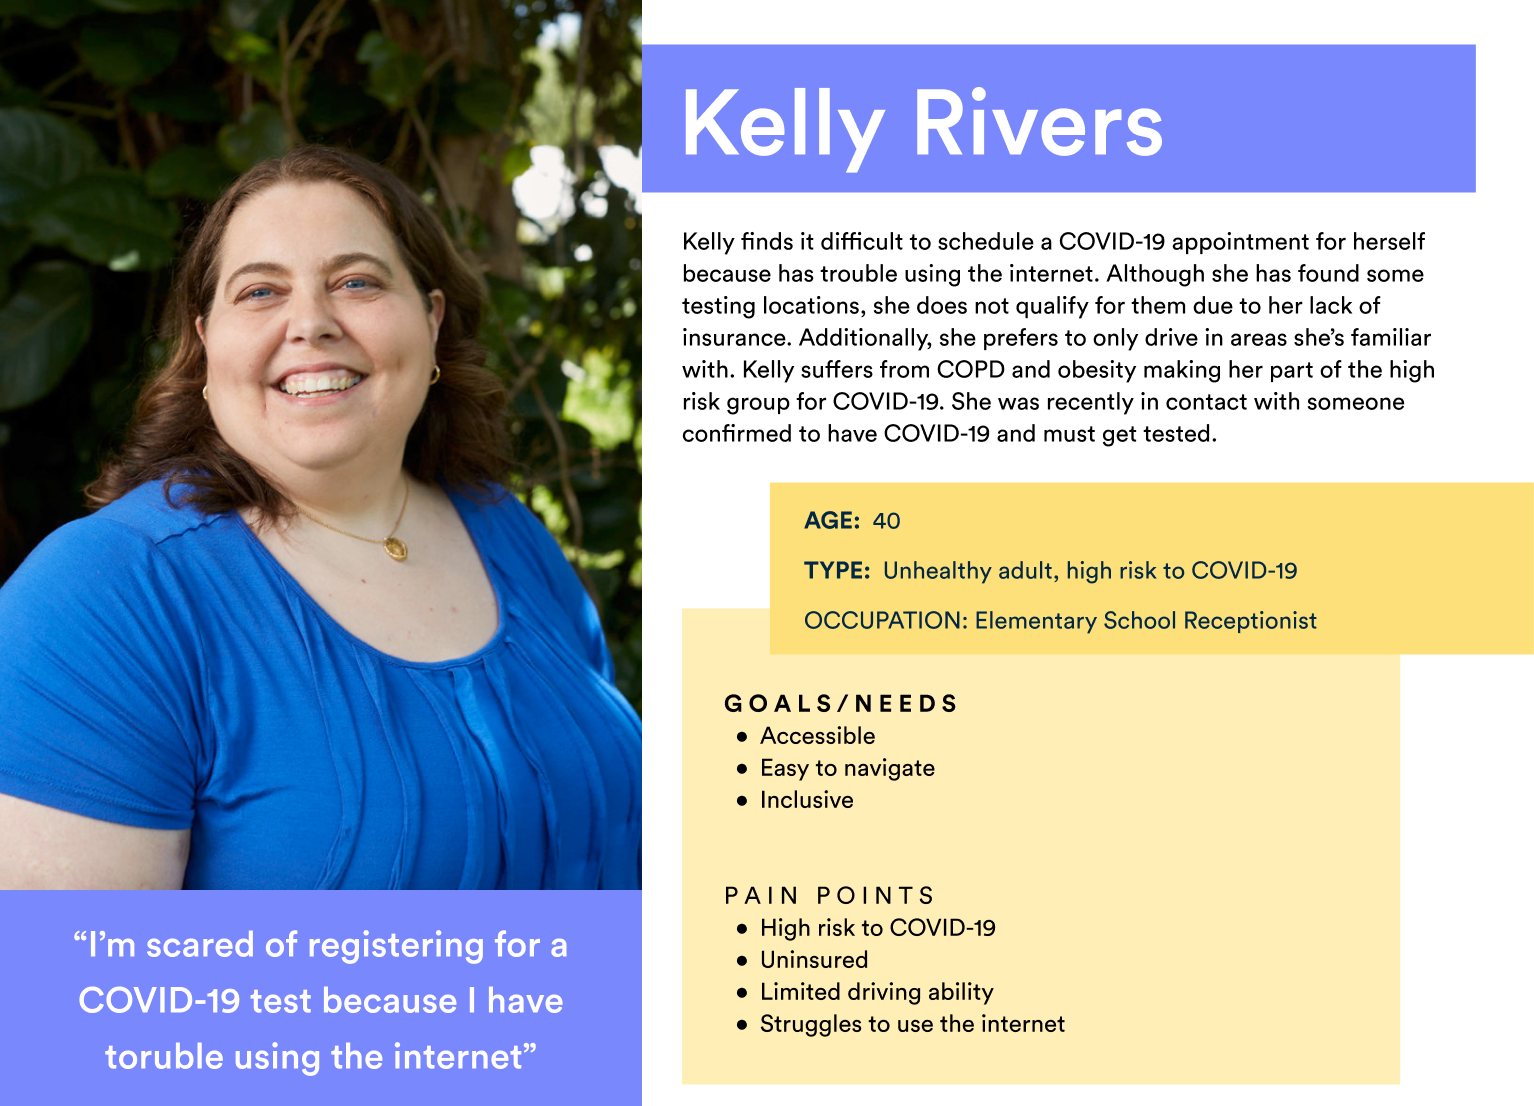 Kelly Rivers
Kelly finds it difficult to schedule a COVID-19 appointment for herself
because has trouble using the internet. Although she has found some
testing locations, she does not qualify for them due to her lack of
insurance. Additionally, she prefers to only drive in areas she’s familiar
with. Kelly suffers from COPD and obesity making her part of the high
risk group for COVID-19. She was recently in contact with someone
confirmed to have COVID-19 and must get tested.
AGE: 40
TYPE: Unhealthy adult, high risk to COVID-19
OCCUPATION: Elementary School Receptionist
GOALS/NEEDS
● Accessible
● Easy to navigate
● Inclusive
PAIN POINTS
● High risk to COVID-19
● Uninsured
● Limited driving ability
● Struggles to use the internet
“I’m scared of registering for a
COVID-19 test because I have
toruble using the internet”